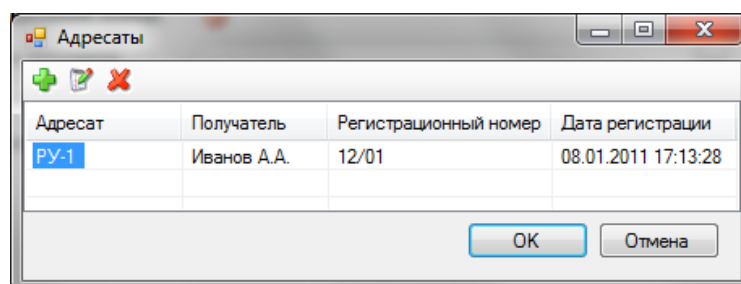 Адресаты
Адресат Получатель Регистрационный номер Дата регистрации
РУ-1 Иванов А.А. 12/01 08.01.2011 17:13:28
OK Отмена